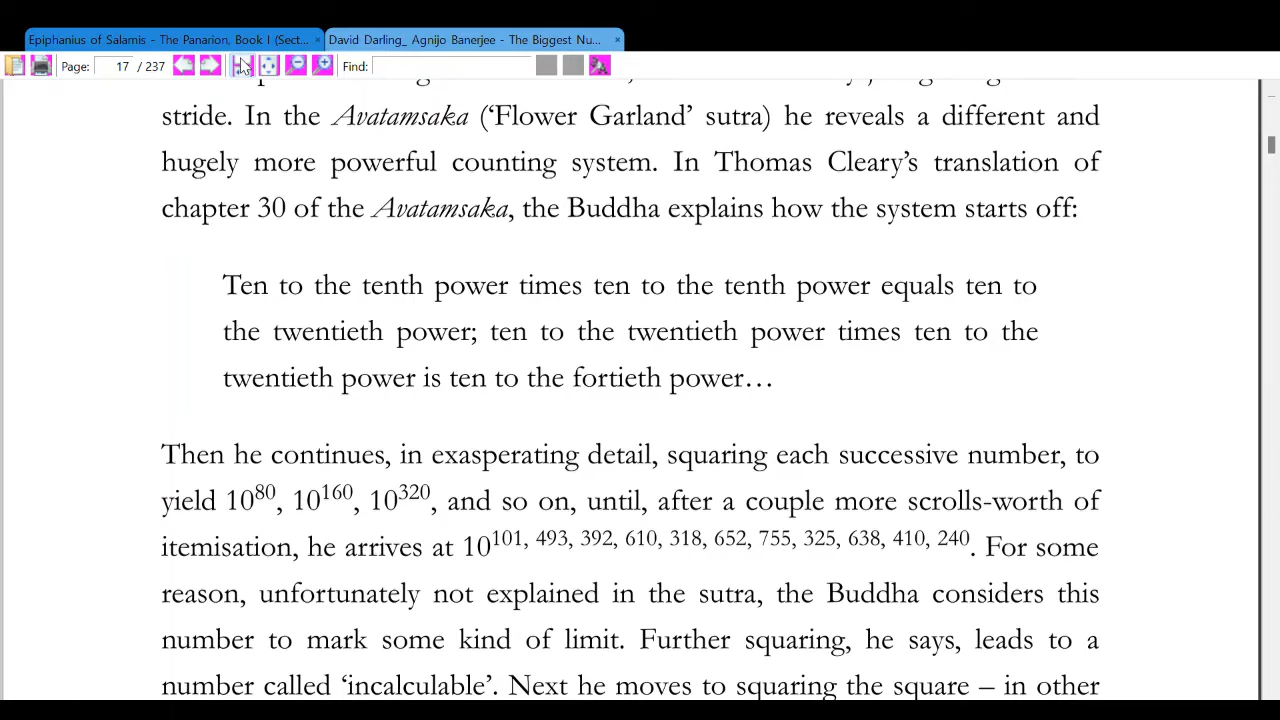 Epiphanius of Salamis - The Panarion, Book I (Sect... ×
David Darling_ Agnijo Banerjee - The Biggest Nu... ×
Page: 17 / 237 Find:
stride. In the Avatamsaka (‘Flower Garland’ sutra) he reveals a different and
hugely more powerful counting system. In Thomas Cleary’s translation of
chapter 30 of the Avatamsaka, the Buddha explains how the system starts off:
Ten to the tenth power times ten to the tenth power equals ten to
the twentieth power; ten to the twentieth power times ten to the
twentieth power is ten to the fortieth power…
Then he continues, in exasperating detail, squaring each successive number, to
yield 10⁸⁰, 10¹⁶⁰, 10³²⁰, and so on, until, after a couple more scrolls-worth of
itemisation, he arrives at 10¹⁰¹, ⁴⁹³, ³⁹², ⁶¹⁰, ³¹⁸, ⁶⁵², ⁷⁵⁵, ³²⁵, ⁶³⁸, ⁴¹⁰, ²⁴⁰. For some
reason, unfortunately not explained in the sutra, the Buddha considers this
number to mark some kind of limit. Further squaring, he says, leads to a
number called ‘incalculable’. Next he moves to squaring the square – in other